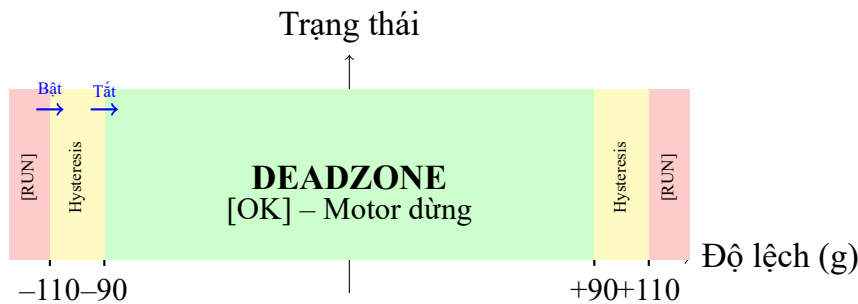 Trạng thái
Bật
Tắt
[RUN]
Hysteresis
DEADZONE
[OK] – Motor dừng
Hysteresis
[RUN]
Độ lệch (g)
–110
–90
+90
+110